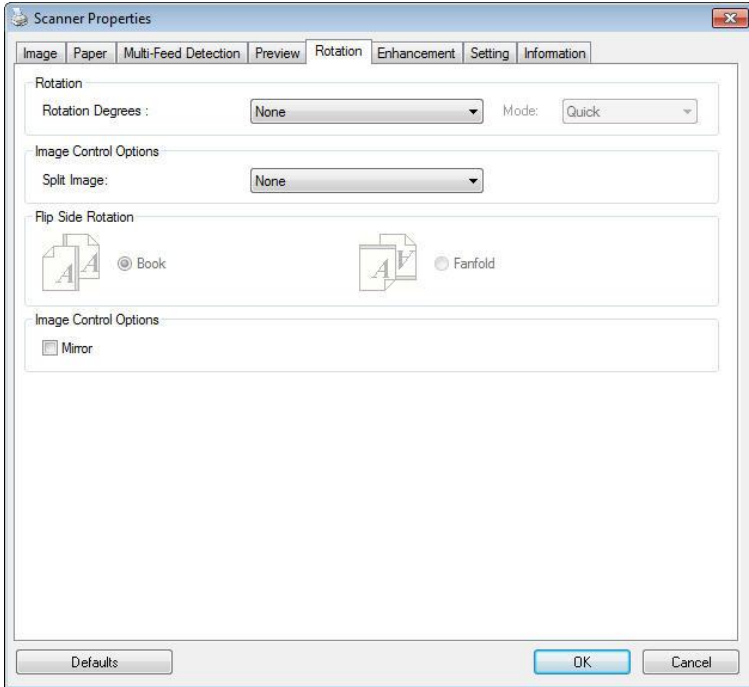 Scanner Properties
Image Paper Multi-Feed Detection Preview Rotation Enhancement Setting Information
Rotation
Rotation Degrees : None Mode: Quick
Image Control Options
Split Image: None
Flip Side Rotation
A A Book A A Fanfold
Image Control Options
Mirror
Defaults OK Cancel